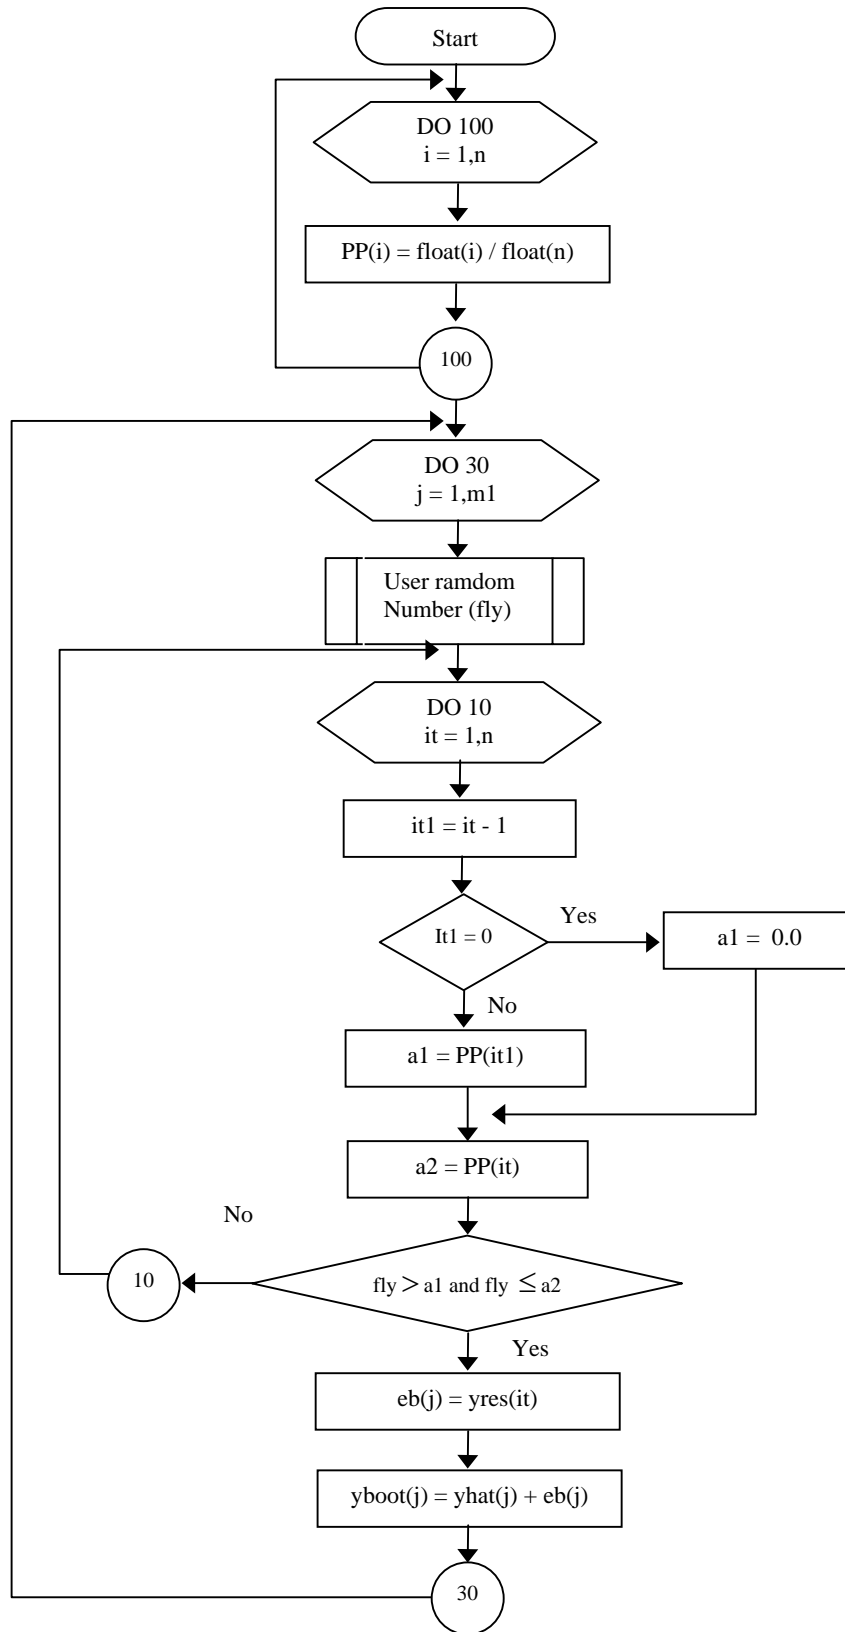 Start
DO 100
i = 1,n
PP(i) = float(i) / float(n)
100
DO 30
j = 1,m1
User ramdom
Number (fly)
DO 10
it = 1,n
it1 = it - 1
It1 = 0
Yes
a1 =  0.0
No
a1 = PP(it1)
a2 = PP(it)
No
10
fly > a1 and fly ≤ a2
Yes
eb(j) = yres(it)
yboot(j) = yhat(j) + eb(j)
30